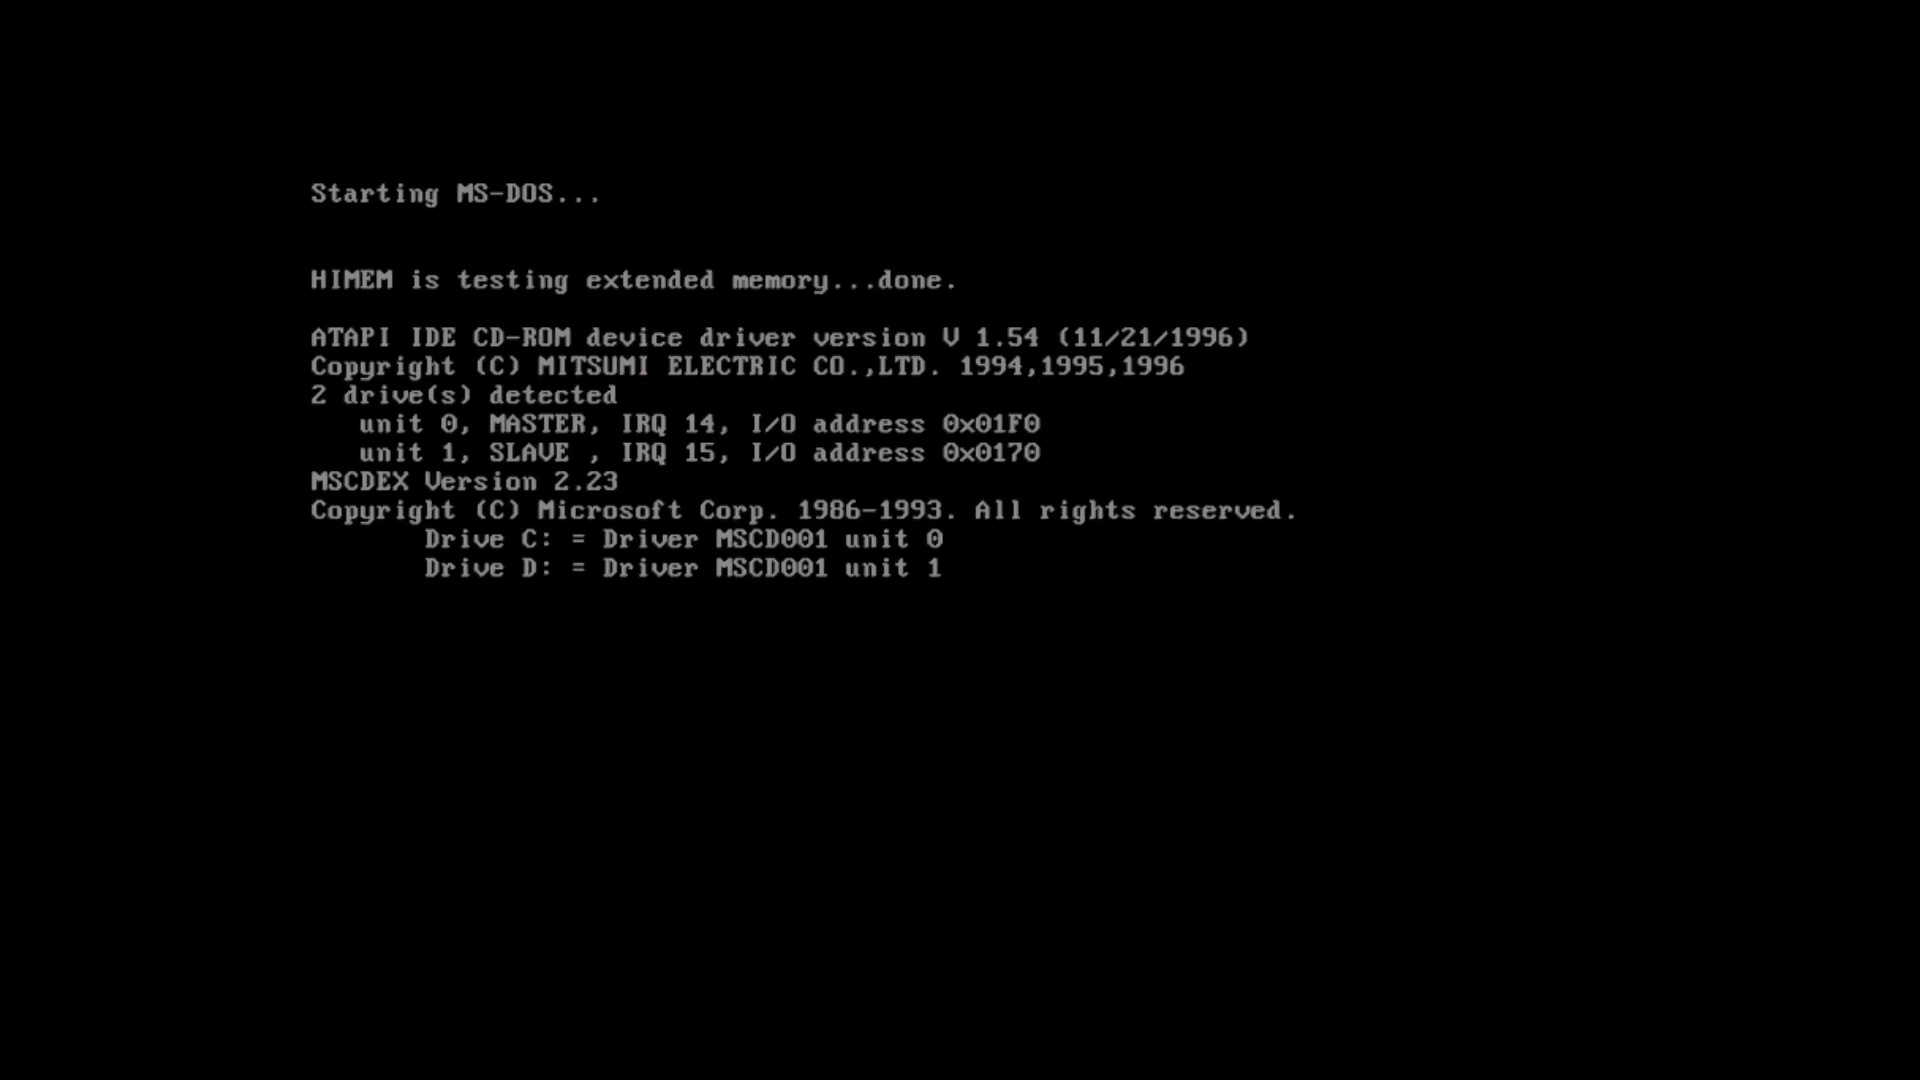 Starting MS-DOS...
HIMEM is testing extended memory...done.
ATAPI IDE CD-ROM device driver version V 1.54 (11/21/1996)
Copyright (C) MITSUMI ELECTRIC CO.,LTD. 1994,1995,1996
2 drive(s) detected
   unit 0, MASTER, IRQ 14, I/O address 0x01F0
   unit 1, SLAVE , IRQ 15, I/O address 0x0170
MSCDEX Version 2.23
Copyright (C) Microsoft Corp. 1986-1993. All rights reserved.
       Drive C: = Driver MSCD001 unit 0
       Drive D: = Driver MSCD001 unit 1